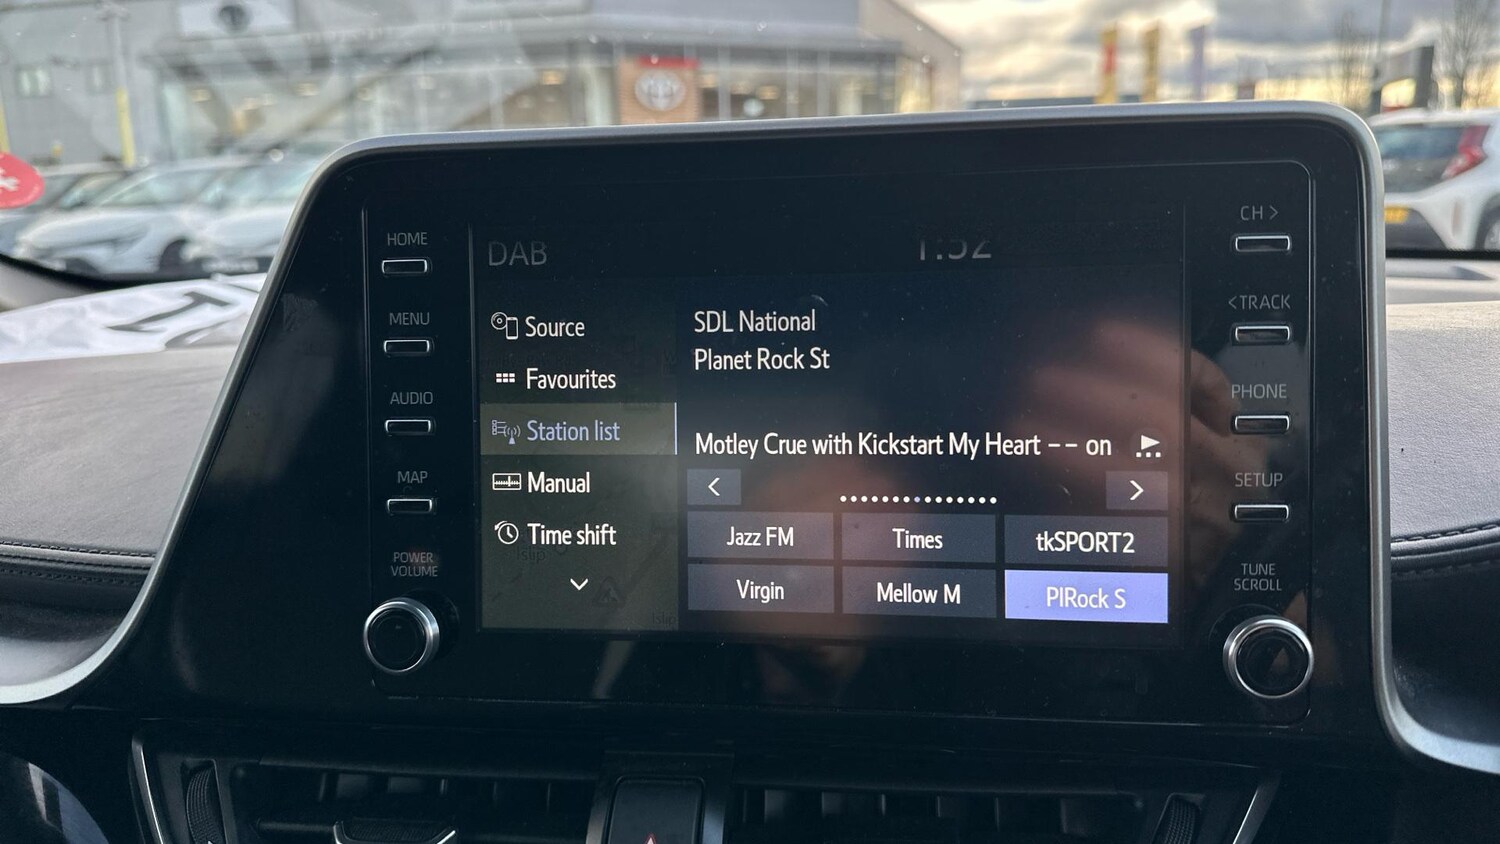 HOME
MENU
AUDIO
MAP
POWER
VOLUME
DAB
1:52
Source
Favourites
Station list
Manual
Time shift
SDL National
Planet Rock St
Motley Crue with Kickstart My Heart -- on
Jazz FM
Times
tkSPORT2
Virgin
Mellow M
PlRock S
CH >
< TRACK
PHONE
SETUP
TUNE
SCROLL